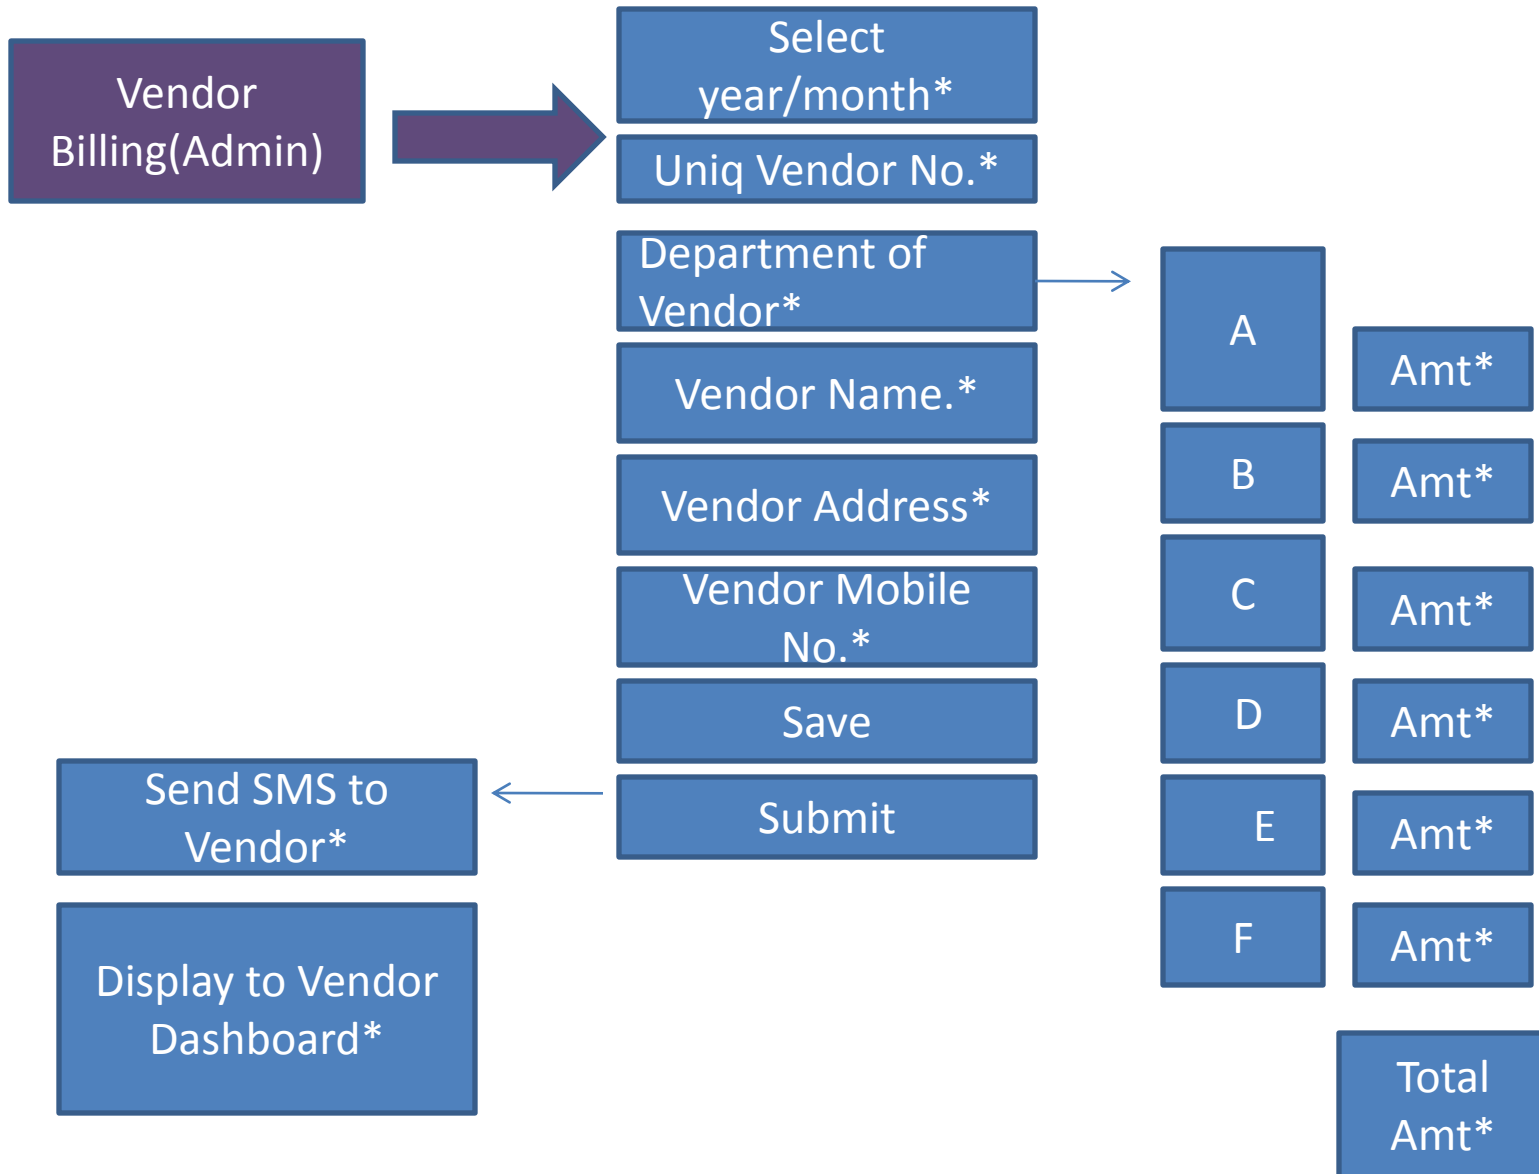 Vendor
Billing(Admin)
Select
year/month*
Uniq Vendor No.*
Department of
Vendor*
Vendor Name.*
Vendor Address*
Vendor Mobile
No.*
Save
Submit
Send SMS to
Vendor*
Display to Vendor
Dashboard*
A
Amt*
B
Amt*
C
Amt*
D
Amt*
E
Amt*
F
Amt*
Total
Amt*